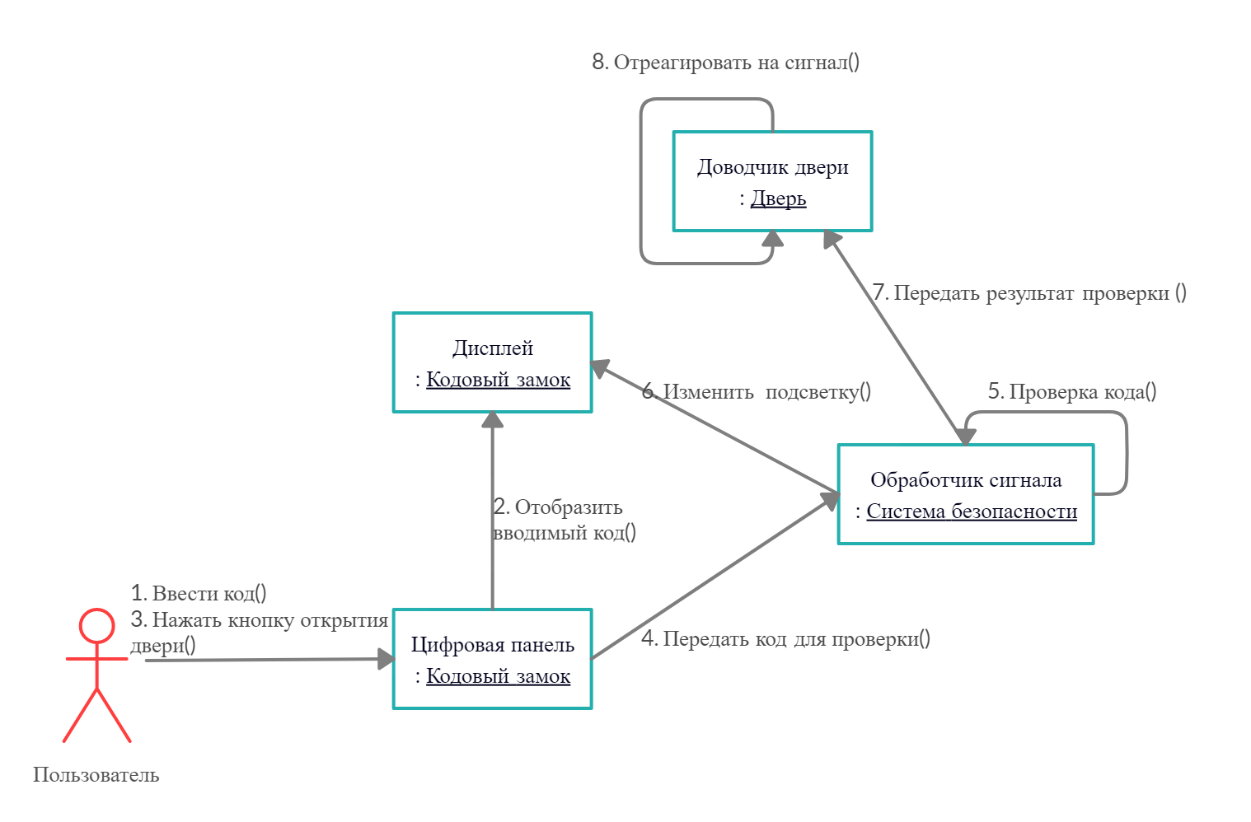 8. Отреагировать на сигнал()
Доводчик двери
: Дверь
7. Передать результат проверки ()
Дисплей
: Кодовый замок
6. Изменить подсветку()
5. Проверка кода()
Обработчик сигнала
: Система безопасности
2. Отобразить
вводимый код()
1. Ввести код()
3. Нажать кнопку открытия
двери()
Цифровая панель
: Кодовый замок
4. Передать код для проверки()
Пользователь